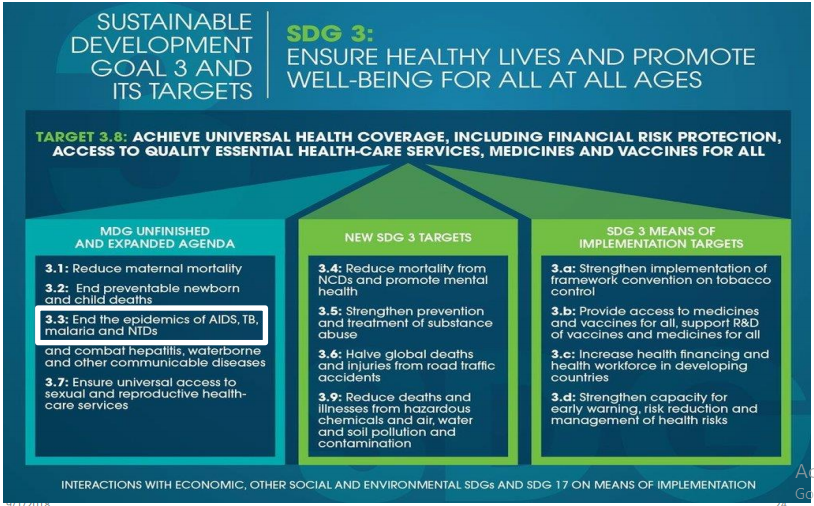 SUSTAINABLE
DEVELOPMENT
GOAL 3 AND
ITS TARGETS
SDG 3:
ENSURE HEALTHY LIVES AND PROMOTE
WELL-BEING FOR ALL AT ALL AGES
TARGET 3.8: ACHIEVE UNIVERSAL HEALTH COVERAGE, INCLUDING FINANCIAL RISK PROTECTION,
ACCESS TO QUALITY ESSENTIAL HEALTH-CARE SERVICES, MEDICINES AND VACCINES FOR ALL
MDG UNFINISHED
AND EXPANDED AGENDA
3.1: Reduce maternal mortality
3.2: End preventable newborn
and child deaths
3.3: End the epidemics of AIDS, TB,
malaria and NTDs
and combat hepatitis, waterborne
and other communicable diseases
3.7: Ensure universal access to
sexual and reproductive health-
care services
NEW SDG 3 TARGETS
3.4: Reduce mortality from
NCDs and promote mental
health
3.5: Strengthen prevention
and treatment of substance
abuse
3.6: Halve global deaths
and injuries from road traffic
accidents
3.9: Reduce deaths and
illnesses from hazardous
chemicals and air, water
and soil pollution and
contamination
SDG 3 MEANS OF
IMPLEMENTATION TARGETS
3.a: Strengthen implementation of
framework convention on tobacco
control
3.b: Provide access to medicines
and vaccines for all, support R&D
of vaccines and medicines for all
3.c: Increase health financing and
health workforce in developing
countries
3.d: Strengthen capacity for
early warning, risk reduction and
management of health risks
INTERACTIONS WITH ECONOMIC, OTHER SOCIAL AND ENVIRONMENTAL SDGs AND SDG 17 ON MEANS OF IMPLEMENTATION